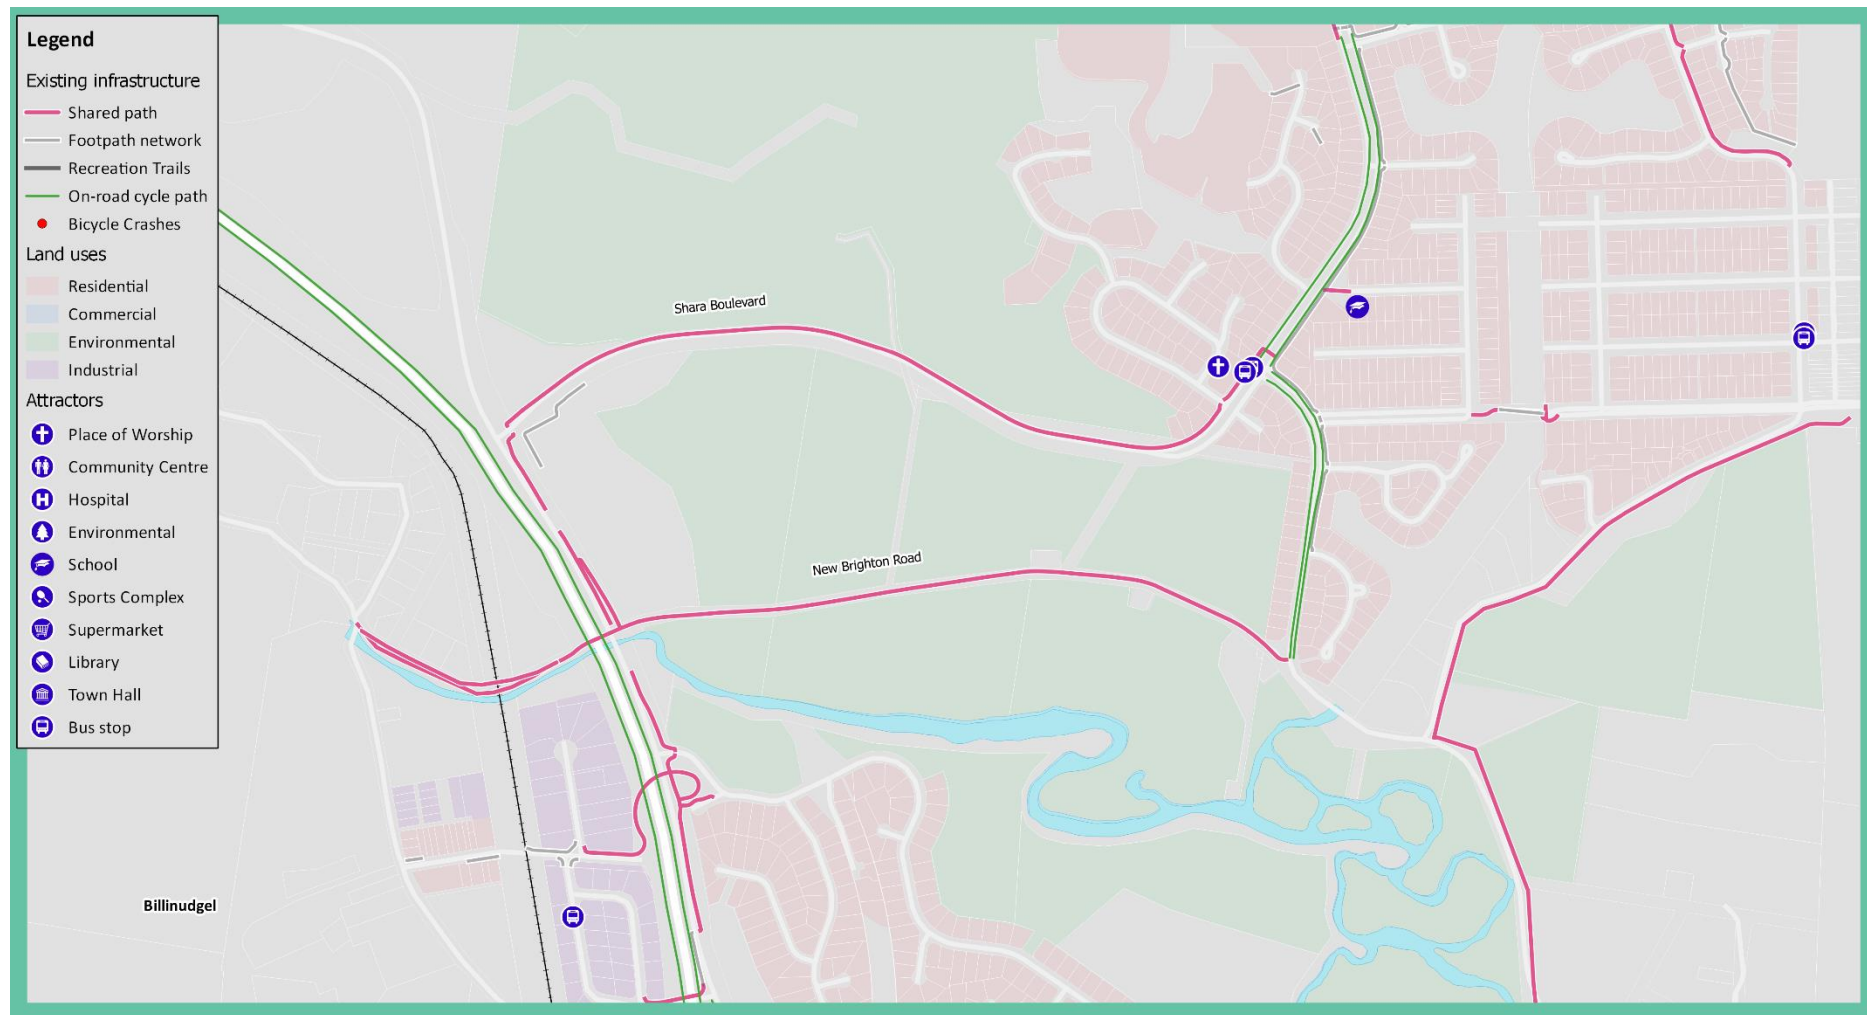 Legend
Existing infrastructure
Shared path
Footpath network
Recreation Trails
On-road cycle path
Bicycle Crashes
Land uses
Residential
Commercial
Environmental
Industrial
Attractors
Place of Worship
Community Centre
Hospital
Environmental
School
Sports Complex
Supermarket
Library
Town Hall
Bus stop
Shara Boulevard
New Brighton Road
Billinudgel